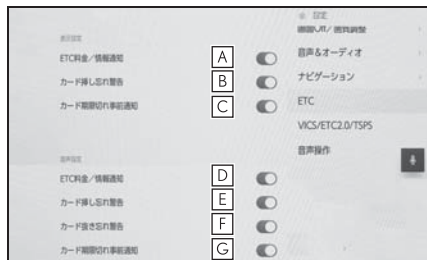 表示設定
ETC料金/情報通知 A
カード挿し忘れ警告 B
カード期限切れ事前通知 C
音声設定
ETC料金/情報通知 D
カード挿し忘れ警告 E
カード抜き忘れ警告 F
カード期限切れ事前通知 G
設定
画面OFF/画質調整
音声&オーディオ
ナビゲーション
ETC
VICS/ETC2.0/TSPS
音声操作